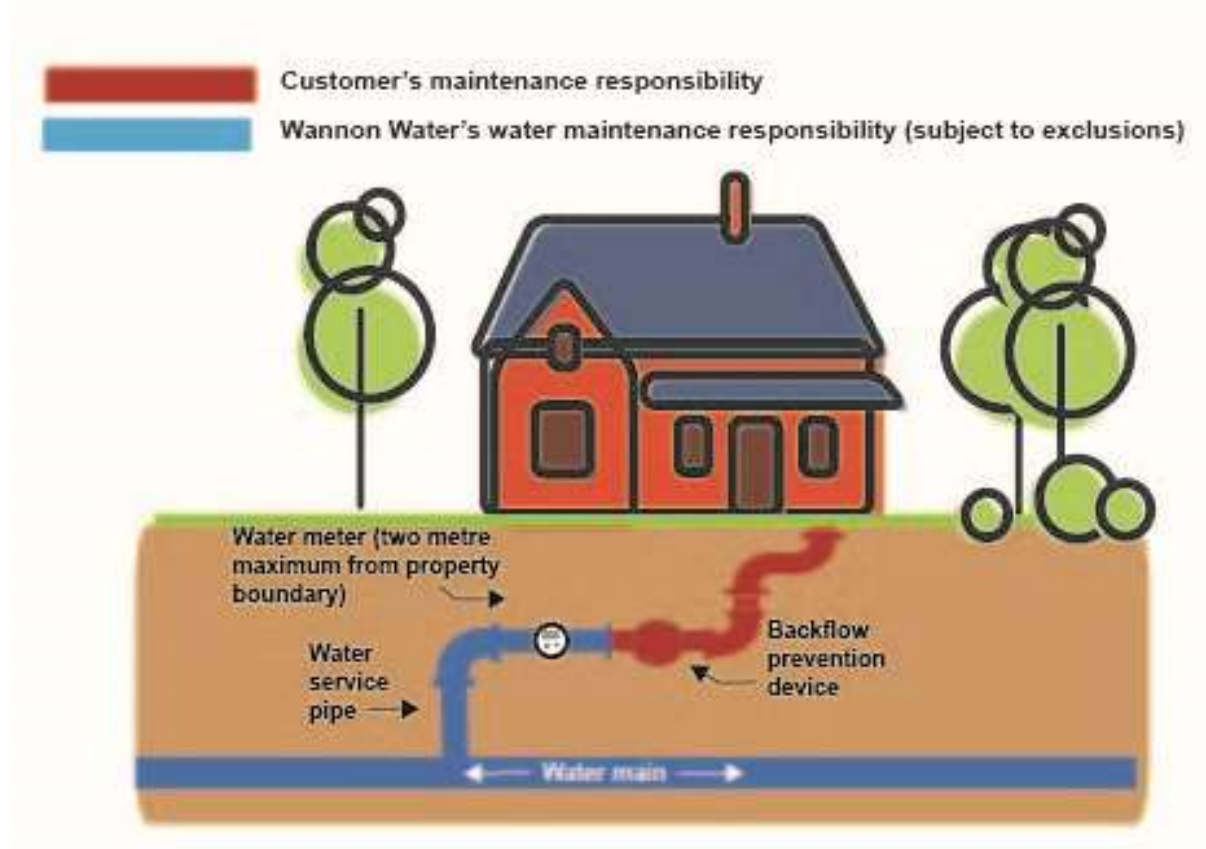 Customer's maintenance responsibility
Wannon Water's water maintenance responsibility (subject to exclusions)
Water meter (two metre
maximum from property
boundary)
Water
service
pipe
Backflow
prevention
device
Water main